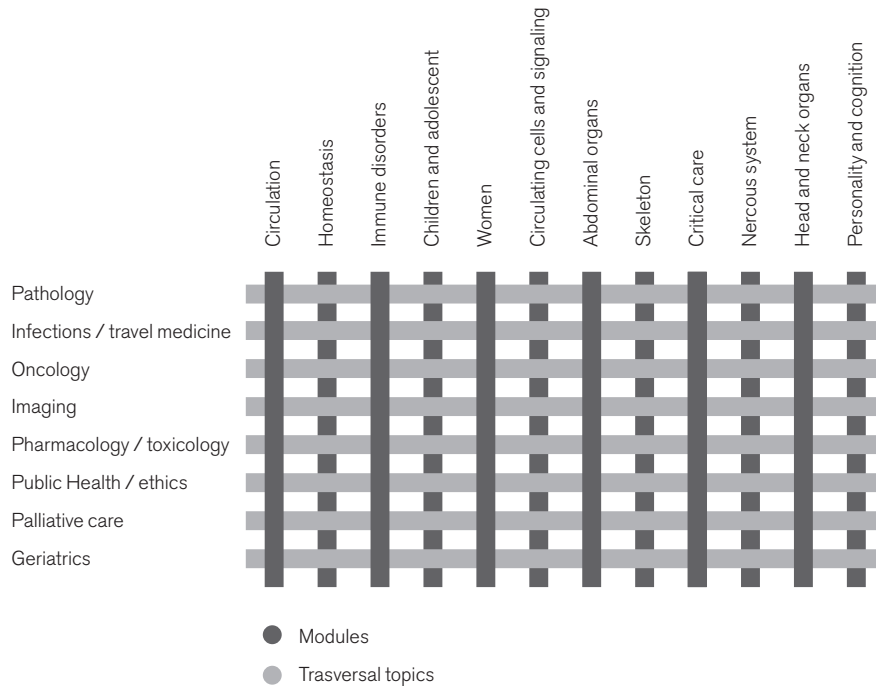 Circulation
Homeostasis
Immune disorders
Children and adolescent
Women
Circulating cells and signaling
Abdominal organs
Skeleton
Critical care
Nercous system
Head and neck organs
Personality and cognition
Pathology
Infections / travel medicine
Oncology
Imaging
Pharmacology / toxicology
Public Health / ethics
Palliative care
Geriatrics
Modules
Trasversal topics